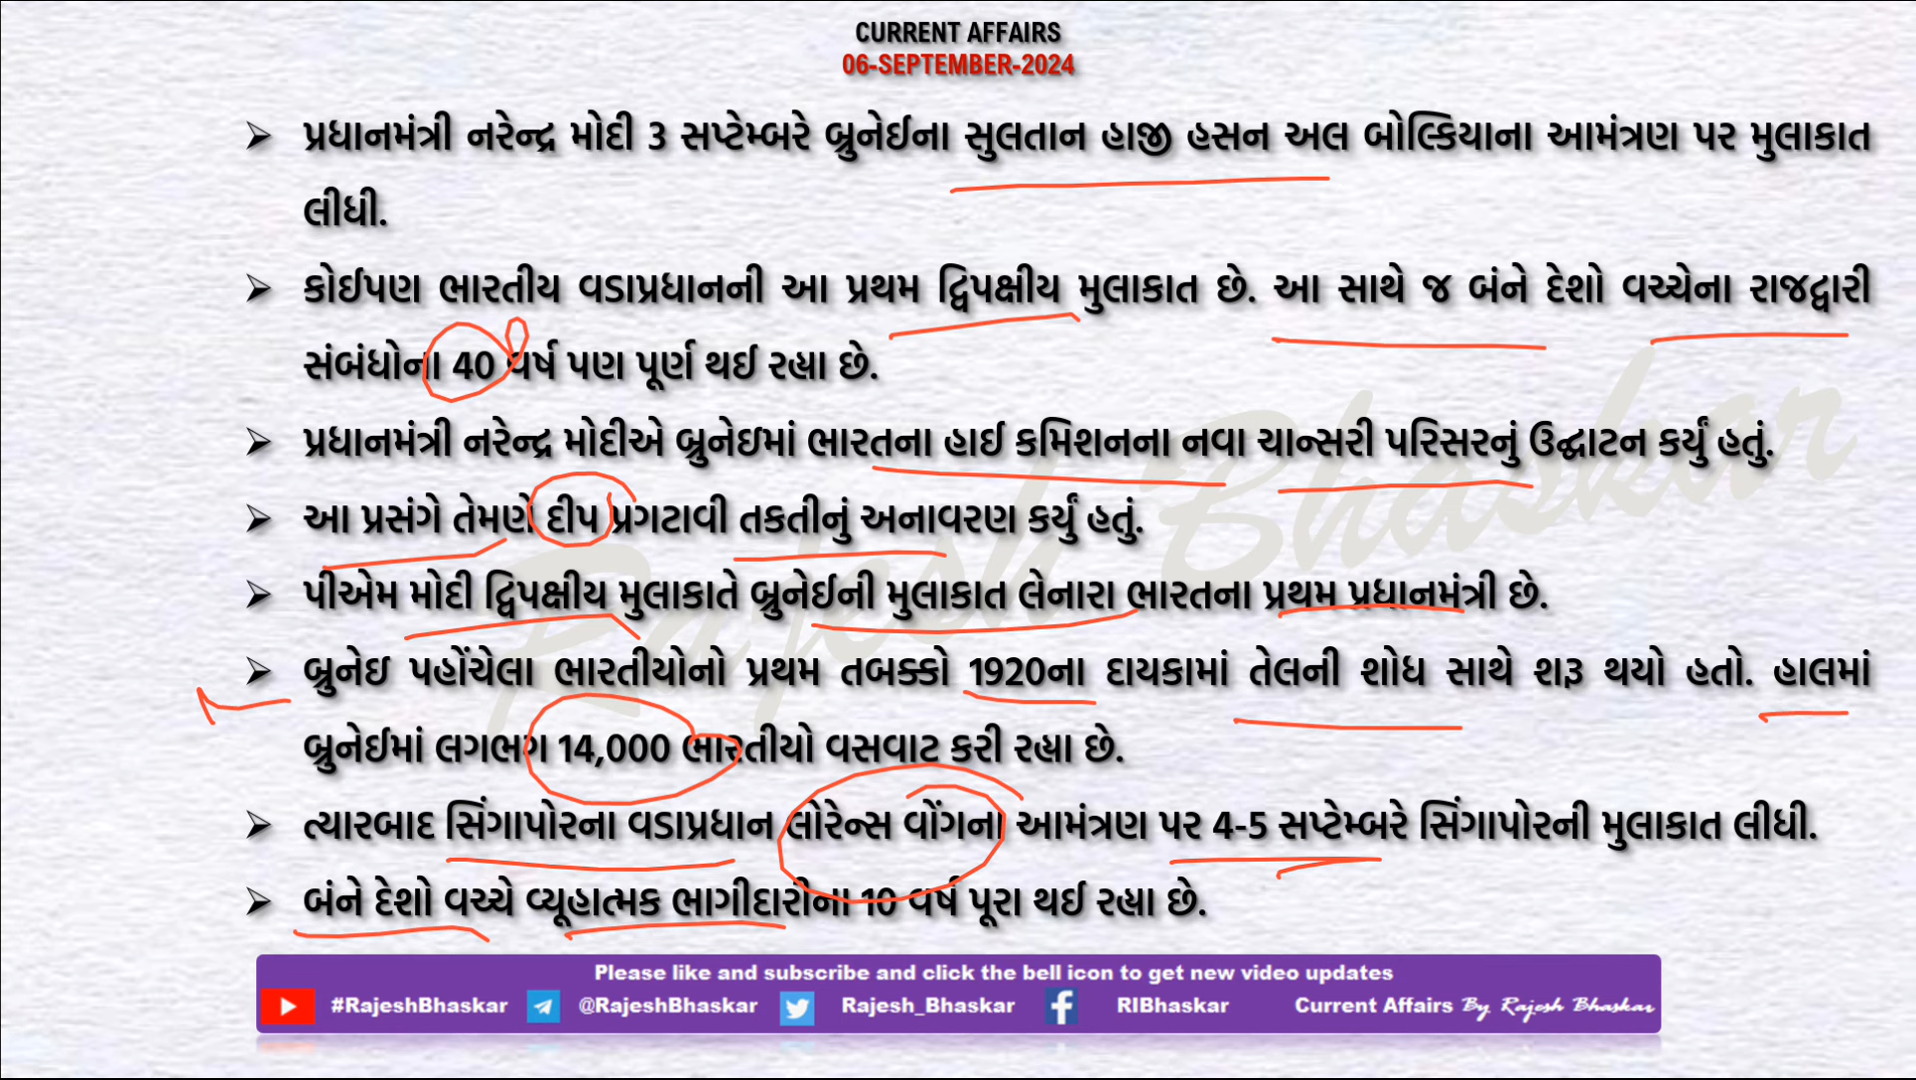 CURRENT AFFAIRS
06-SEPTEMBER-2024
➢ પ્રધાનમંત્રી નરેન્દ્ર મોદી 3 સપ્ટેમ્બરે બ્રુનેઈના સુલતાન હાજી હસન અલ બોલ્કિયાના આમંત્રણ પર મુલાકાત
લીધી.
➢ કોઈપણ ભારતીય વડાપ્રધાનની આ પ્રથમ દ્વિપક્ષીય મુલાકાત છે. આ સાથે જ બંને દેશો વચ્ચેના રાજદ્વારી
સંબંધોના 40 વર્ષ પણ પૂર્ણ થઈ રહ્યા છે.
➢ પ્રધાનમંત્રી નરેન્દ્ર મોદીએ બ્રુનેઇમાં ભારતના હાઈ કમિશનના નવા ચાન્સરી પરિસરનું ઉદ્ઘાટન કર્યું હતું.
➢ આ પ્રસંગે તેમણે દીપ પ્રગટાવી તકતીનું અનાવરણ કર્યું હતું.
➢ પીએમ મોદી દ્વિપક્ષીય મુલાકાતે બ્રુનેઈની મુલાકાત લેનારા ભારતના પ્રથમ પ્રધાનમંત્રી છે.
➢ બ્રુનેઇ પહોંચેલા ભારતીયોનો પ્રથમ તબક્કો 1920ના દાયકામાં તેલની શોધ સાથે શરૂ થયો હતો. હાલમાં
બ્રુનેઈમાં લગભગ 14,000 ભારતીયો વસવાટ કરી રહ્યા છે.
➢ ત્યારબાદ સિંગાપોરના વડાપ્રધાન લોરેન્સ વોંગના આમંત્રણ પર 4-5 સપ્ટેમ્બરે સિંગાપોરની મુલાકાત લીધી.
➢ બંને દેશો વચ્ચે વ્યૂહાત્મક ભાગીદારીના 10 વર્ષ પૂરા થઈ રહ્યા છે.
Rajesh Bhaskar
Please like and subscribe and click the bell icon to get new video updates
#RajeshBhaskar @RajeshBhaskar Rajesh_Bhaskar RIBhaskar Current Affairs By Rajesh Bhaskar